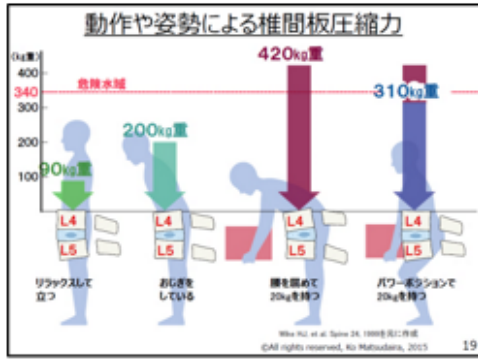 動作や姿勢による椎間板圧縮力
(kg重)
400
340
300
200
100
危険水域
90kg重
200kg重
420kg重
310kg重
L4
L5
L4
L5
L4
L5
L4
L5
リラックスして
立つ
おじぎを
している
腰を屈めて
20kgを持つ
パワーポジションで
20kgを持つ
Wilke HJ, et al. Spine 24, 1999を元に作成
©All rights reserved, Ko Matsudaira, 2015
19